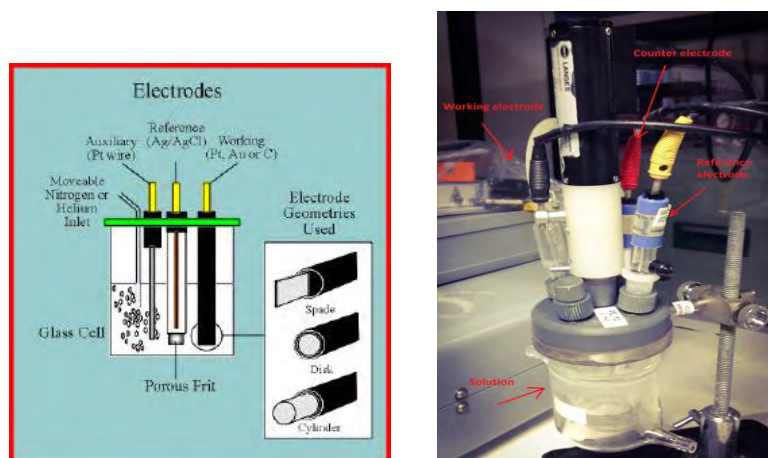 Electrodes
Reference
(Ag/AgCl)
Auxiliary
(Pt wire)
Working
(Pt, Au or C)
Moveable
Nitrogen or
Helium
Inlet
Electrode
Geometries
Used
Spade
Glass Cell
Disk
Porous Frit
Cylinder
Counter electrode
Working electrode
Reference
electrode
Solution